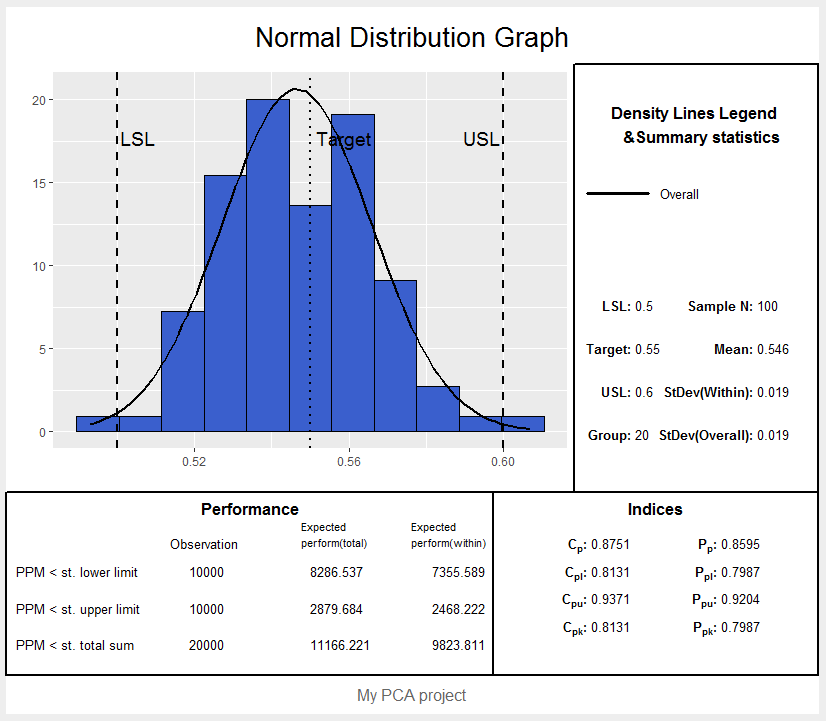 Normal Distribution Graph
20
15
10
5
0
LSL
Target
USL
0.52 0.56 0.60
Density Lines Legend
&Summary statistics
Overall
LSL: 0.5 Sample N: 100
Target: 0.55 Mean: 0.546
USL: 0.6 StDev(Within): 0.019
Group: 20 StDev(Overall): 0.019
Performance
Observation
Expected
perform(total)
Expected
perform(within)
PPM < st. lower limit 10000 8286.537 7355.589
PPM < st. upper limit 10000 2879.684 2468.222
PPM < st. total sum 20000 11166.221 9823.811
Indices
Cp: 0.8751 Pp: 0.8595
Cpl: 0.8131 Ppl: 0.7987
Cpu: 0.9371 Ppu: 0.9204
Cpk: 0.8131 Ppk: 0.7987
My PCA project